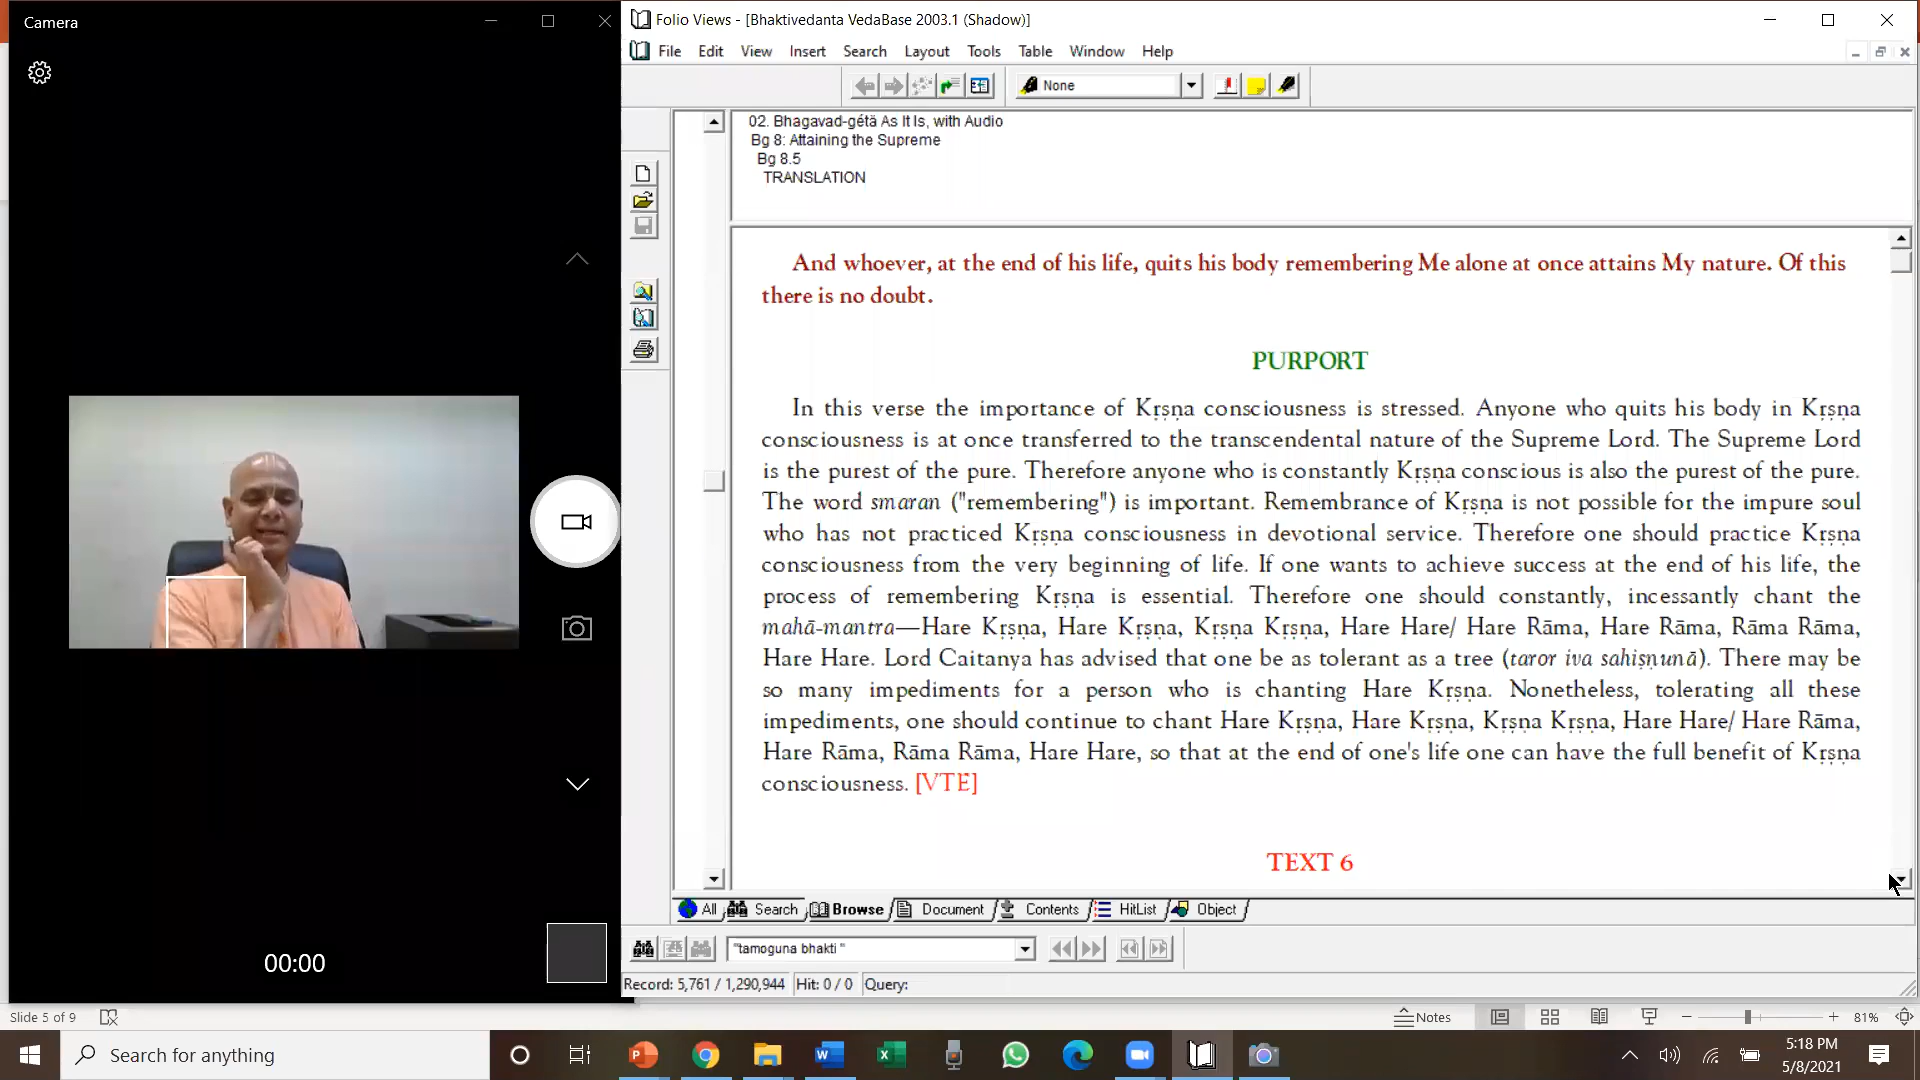 Camera
Folio Views - [Bhaktivedanta VedaBase 2003.1 (Shadow)]
File Edit View Insert Search Layout Tools Table Window Help
None
02. Bhagavad-gétä As It Is, with Audio
Bg 8: Attaining the Supreme
Bg 8.5
TRANSLATION
And whoever, at the end of his life, quits his body remembering Me alone at once attains My nature. Of this
there is no doubt.
PURPORT
In this verse the importance of Kṛṣṇa consciousness is stressed. Anyone who quits his body in Kṛṣṇa
consciousness is at once transferred to the transcendental nature of the Supreme Lord. The Supreme Lord
is the purest of the pure. Therefore anyone who is constantly Kṛṣṇa conscious is also the purest of the pure.
The word smaran ("remembering") is important. Remembrance of Kṛṣṇa is not possible for the impure soul
who has not practiced Kṛṣṇa consciousness in devotional service. Therefore one should practice Kṛṣṇa
consciousness from the very beginning of life. If one wants to achieve success at the end of his life, the
process of remembering Kṛṣṇa is essential. Therefore one should constantly, incessantly chant the
mahā-mantra—Hare Kṛṣṇa, Hare Kṛṣṇa, Kṛṣṇa Kṛṣṇa, Hare Hare/ Hare Rāma, Hare Rāma, Rāma Rāma,
Hare Hare. Lord Caitanya has advised that one be as tolerant as a tree (taror iva sahiṣṇunā). There may be
so many impediments for a person who is chanting Hare Kṛṣṇa. Nonetheless, tolerating all these
impediments, one should continue to chant Hare Kṛṣṇa, Hare Kṛṣṇa, Kṛṣṇa Kṛṣṇa, Hare Hare/ Hare Rāma,
Hare Rāma, Rāma Rāma, Hare Hare, so that at the end of one's life one can have the full benefit of Kṛṣṇa
consciousness. [VTE]
TEXT 6
All Search Browse Document Contents HitList Object
"tamoguna bhakti "
00:00
Record: 5,761 / 1,290,944 Hit: 0 / 0 Query:
Slide 5 of 9 Notes 81%
Search for anything
5:18 PM
5/8/2021